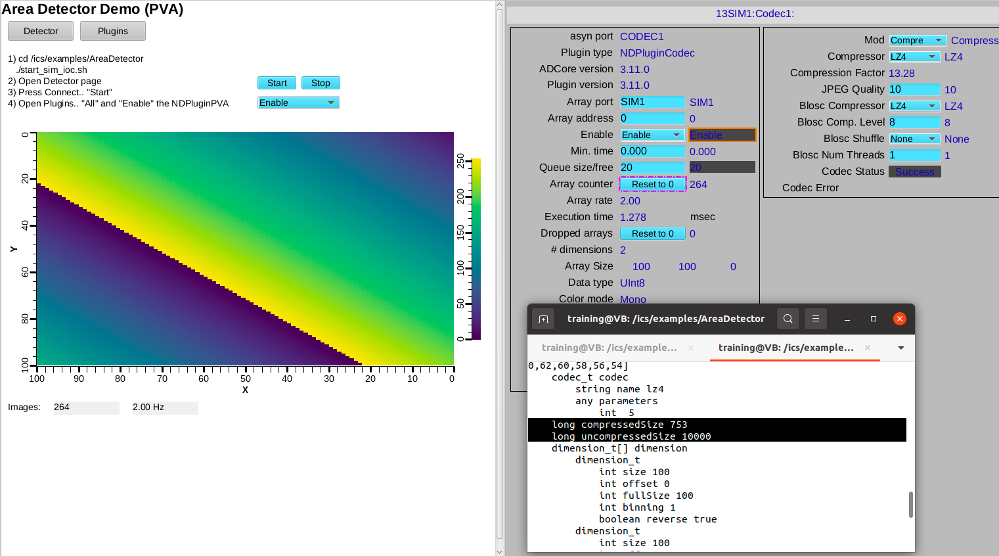 Area Detector Demo (PVA)
Detector
Plugins
1) cd /ics/examples/AreaDetector
./start_sim_ioc.sh
2) Open Detector page
3) Press Connect.. "Start"
4) Open Plugins.. "All" and "Enable" the NDPluginPVA
Start
Stop
Enable
0
20
40
60
80
100
Y
100
90
80
70
60
50
40
30
20
10
0
X
250
200
150
100
50
0
Images:
264
2.00 Hz
13SIM1:Codec1:
asyn port CODEC1
Plugin type NDPluginCodec
ADCore version 3.11.0
Plugin version 3.11.0
Array port SIM1 SIM1
Array address 0 0
Enable Enable Enable
Min. time 0.000 0.000
Queue size/free 20 20
Array counter Reset to 0 264
Array rate 2.00
Execution time 1.278 msec
Dropped arrays Reset to 0 0
# dimensions 2
Array Size 100 100 0
Data type UInt8
Color mode Mono
Mod Compre Compress
Compressor LZ4 LZ4
Compression Factor 13.28
JPEG Quality 10 10
Blosc Compressor LZ4 LZ4
Blosc Comp. Level 8 8
Blosc Shuffle None None
Blosc Num Threads 1 1
Codec Status Success
Codec Error
training@VB: /ics/examples/AreaDetector
training@VB: /ics/example...
training@VB: /ics/example...
0,62,60,58,56,54]
codec_t codec
string name lz4
any parameters
int 5
long compressedSize 753
long uncompressedSize 10000
dimension_t[] dimension
dimension_t
int size 100
int offset 0
int fullSize 100
int binning 1
boolean reverse true
dimension_t
int size 100